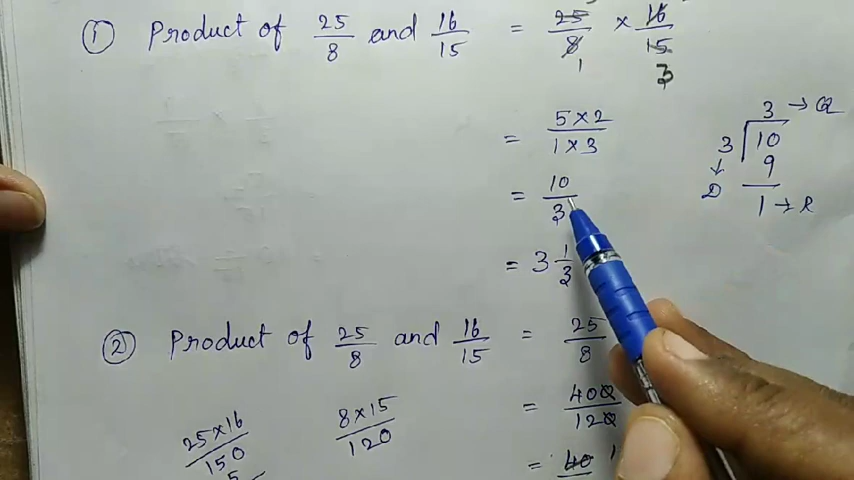 ① Product of 25/8 and 16/15 = 25/8 × 16/15
1 3
= 5×2 / 1×3
3 → Q
3 ) 10
↓ 9
D 1 → R
= 10/3
= 3 1/3
② Product of 25/8 and 16/15 = 25/8
= 400/120
25×16 8×15
150 120
5
= 40